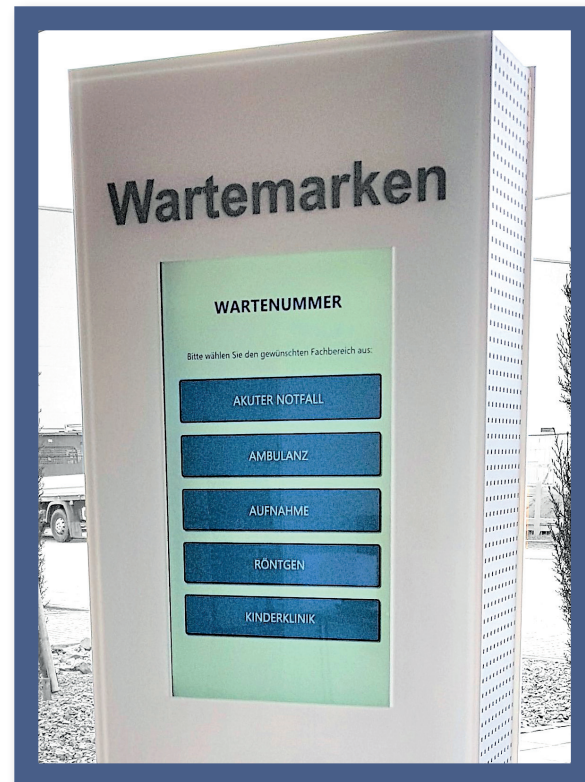 Wartemarken
WARTENUMMER
Bitte wählen Sie den gewünschten Fachbereich aus:
AKUTER NOTFALL
AMBULANZ
AUFNAHME
RÖNTGEN
KINDERKLINIK